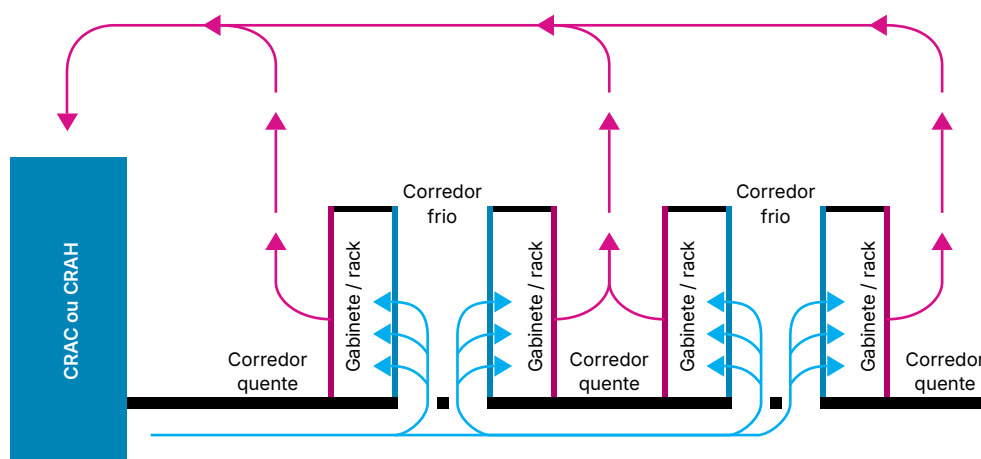 CRAC ou CRAH
Corredor
quente
Gabinete / rack
Corredor
frio
Gabinete / rack
Corredor
quente
Gabinete / rack
Corredor
frio
Gabinete / rack
Corredor
quente